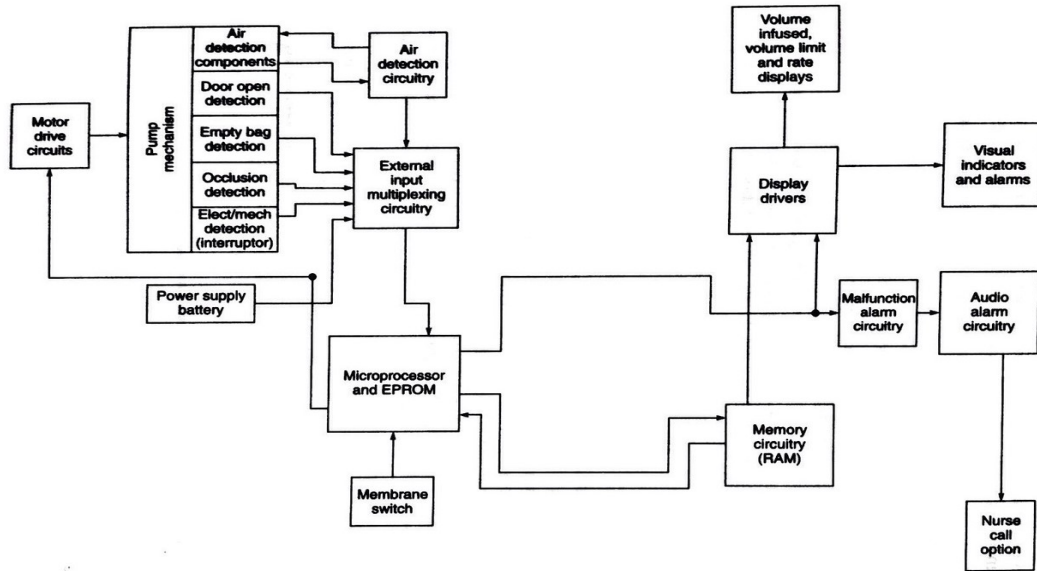 Air
detection
components
Door open
detection
Empty bag
detection
Occlusion
detection
Elect/mech
detection
(interruptor)
Pump
mechanism
Motor
drive
circuits
Air
detection
circuitry
External
input
multiplexing
circuitry
Power supply
battery
Microprocessor
and EPROM
Membrane
switch
Memory
circuitry
(RAM)
Display
drivers
Volume
infused,
volume limit
and rate
displays
Visual
indicators
and alarms
Malfunction
alarm
circuitry
Audio
alarm
circuitry
Nurse
call
option